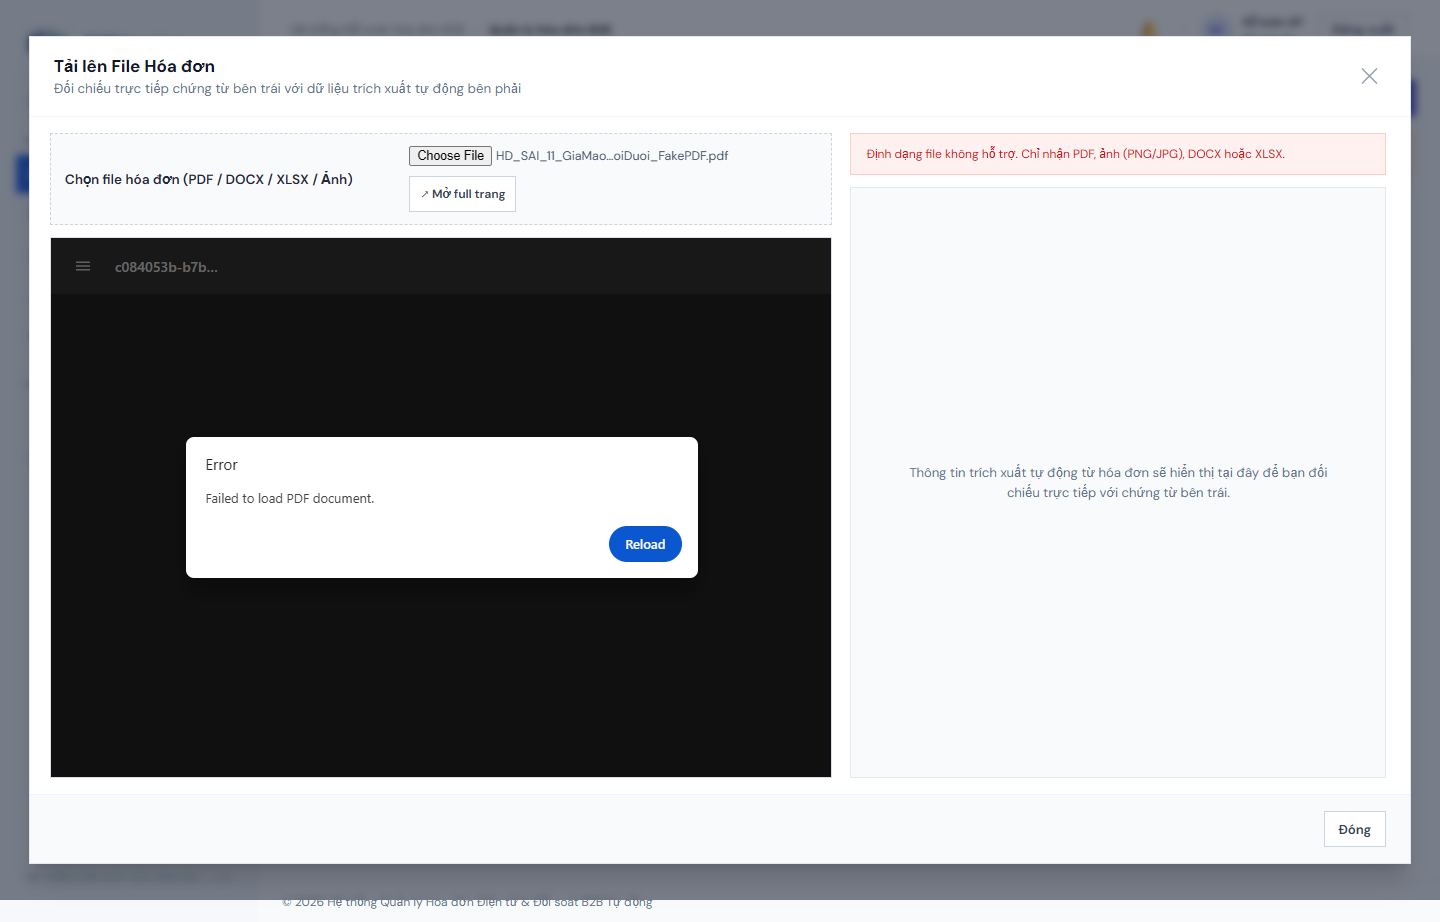 Tải lên File Hóa đơn
Đối chiếu trực tiếp chứng từ bên trái với dữ liệu trích xuất tự động bên phải
Chọn file hóa đơn (PDF / DOCX / XLSX / Ảnh)
Choose File HD_SAI_11_GiaMao...oiDuoi_FakePDF.pdf
↗ Mở full trang
Định dạng file không hỗ trợ. Chỉ nhận PDF, ảnh (PNG/JPG), DOCX hoặc XLSX.
c084053b-b7b...
Error
Failed to load PDF document.
Reload
Thông tin trích xuất tự động từ hóa đơn sẽ hiển thị tại đây để bạn đối
chiếu trực tiếp với chứng từ bên trái.
Đóng
© 2026 Hệ thống Quản lý Hóa đơn Điện tử & Đối soát B2B Tự động